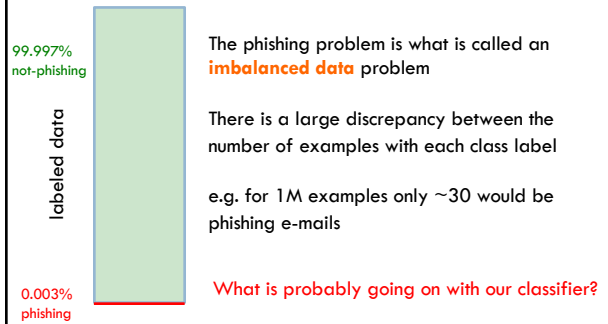 99.997%
not-phishing
labeled data
0.003%
phishing
The phishing problem is what is called an
imbalanced data problem
There is a large discrepancy between the
number of examples with each class label
e.g. for 1M examples only ~30 would be
phishing e-mails
What is probably going on with our classifier?